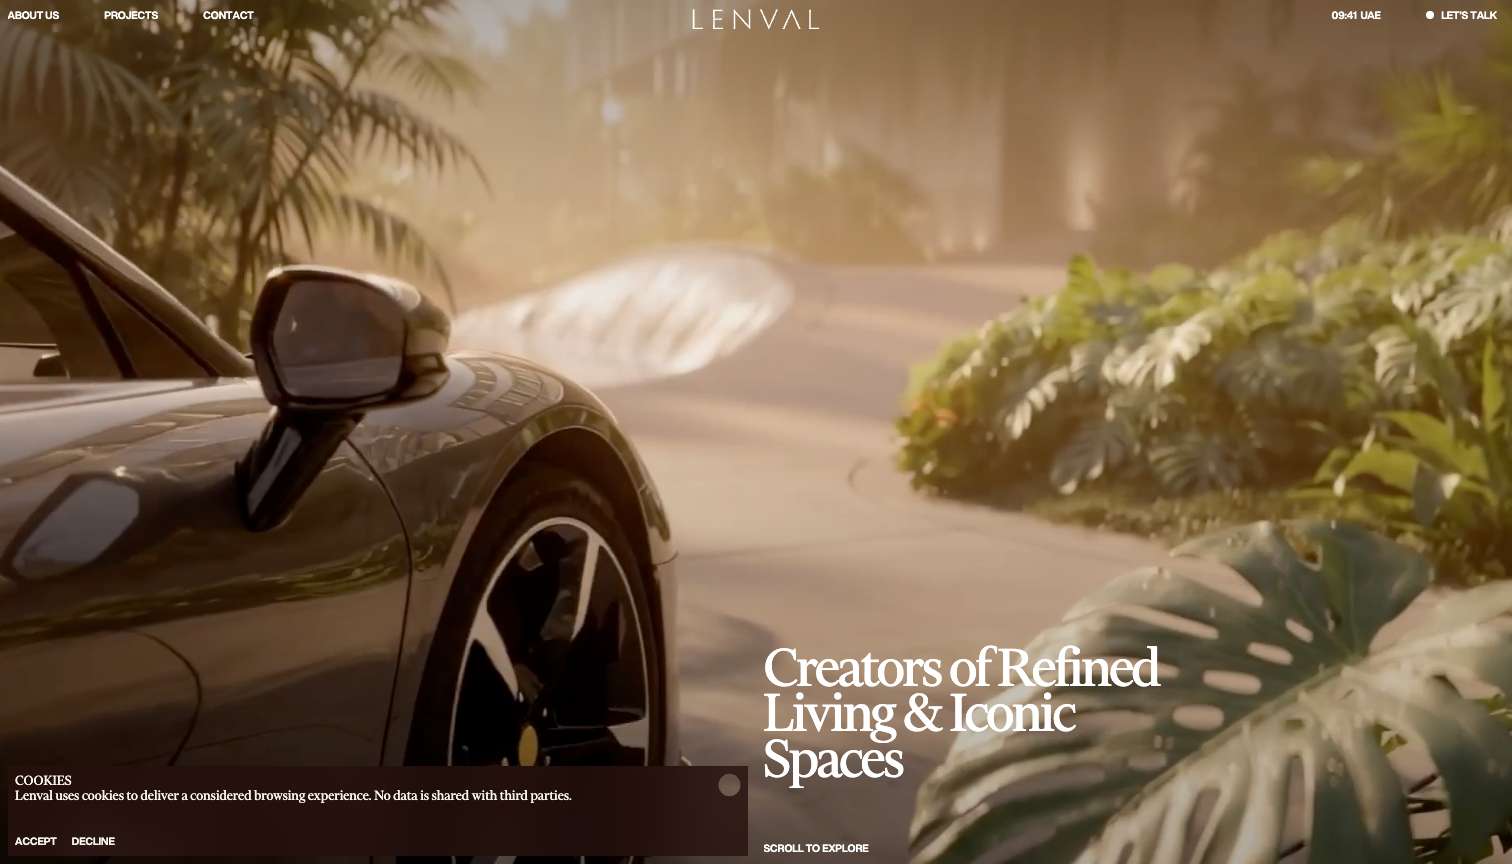 ABOUT US
PROJECTS
CONTACT
LENVAL
09:41 UAE
LET'S TALK
Creators of Refined
Living & Iconic
Spaces
COOKIES
Lenval uses cookies to deliver a considered browsing experience. No data is shared with third parties.
ACCEPT
DECLINE
SCROLL TO EXPLORE